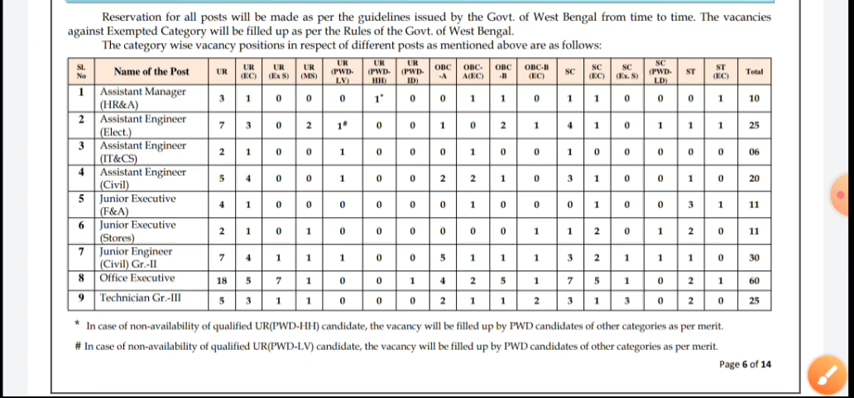 Reservation for all posts will be made as per the guidelines issued by the Govt. of West Bengal from time to time. The vacancies
against Exempted Category will be filled up as per the Rules of the Govt. of West Bengal.
The category wise vacancy positions in respect of different posts as mentioned above are as follows:
Sl. No Name of the Post UR UR (EC) UR (Ex S) UR (MS) UR (PWD-LV) UR (PWD-HH) UR (PWD-ID) OBC-A OBC-A(EC) OBC-B OBC-B (EC) SC SC (EC) SC (Ex. S) SC (PWD-LD) ST ST (EC) Total
1 Assistant Manager (HR&A) 3 1 0 0 0 1* 0 0 1 1 0 1 1 0 0 0 1 10
2 Assistant Engineer (Elect.) 7 3 0 2 1# 0 0 1 0 2 1 4 1 0 1 1 1 25
3 Assistant Engineer (IT&CS) 2 1 0 0 1 0 0 0 1 0 0 1 0 0 0 0 0 06
4 Assistant Engineer (Civil) 5 4 0 0 1 0 0 2 2 1 0 3 1 0 0 1 0 20
5 Junior Executive (F&A) 4 1 0 0 0 0 0 0 1 0 0 0 1 0 0 3 1 11
6 Junior Executive (Stores) 2 1 0 1 0 0 0 0 0 0 1 1 2 0 1 2 0 11
7 Junior Engineer (Civil) Gr.-II 7 4 1 1 1 0 0 5 1 1 1 3 2 1 1 1 0 30
8 Office Executive 18 5 7 1 0 0 1 4 2 5 1 7 5 1 0 2 1 60
9 Technician Gr.-III 5 3 1 1 0 0 0 2 1 1 2 3 1 3 0 2 0 25
* In case of non-availability of qualified UR(PWD-HH) candidate, the vacancy will be filled up by PWD candidates of other categories as per merit.
# In case of non-availability of qualified UR(PWD-LV) candidate, the vacancy will be filled up by PWD candidates of other categories as per merit.
Page 6 of 14